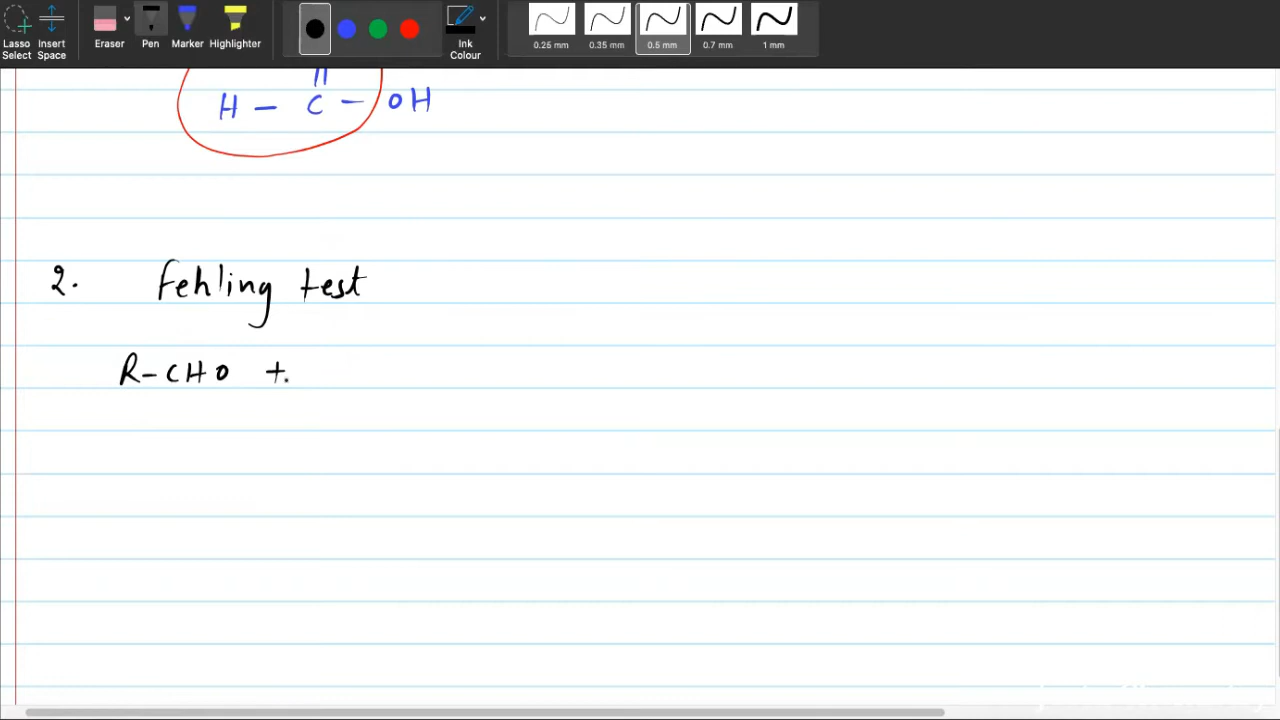 Lasso Select
Insert Space
Eraser
Pen
Marker
Highlighter
Ink Colour
0.25 mm
0.35 mm
0.5 mm
0.7 mm
1 mm
H - C - OH
2. Fehling test
R-CHO +